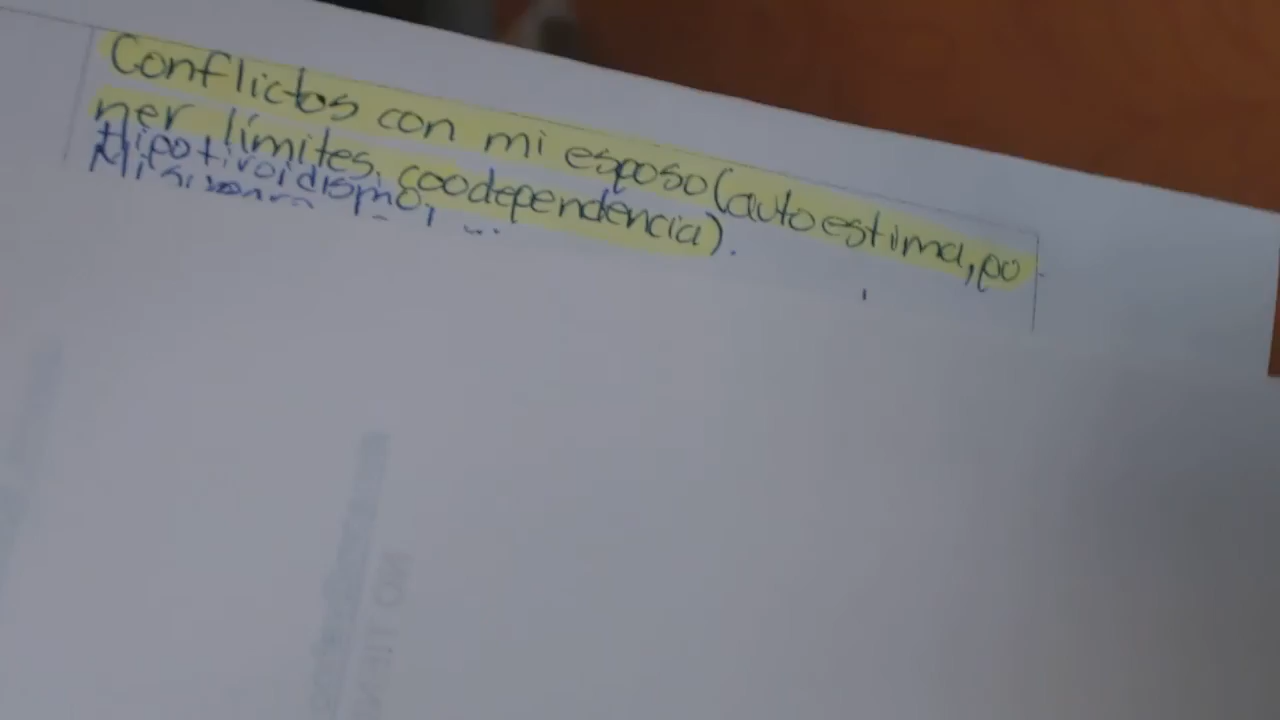 Conflictos con mi esposo (autoestima, po
ner límites, coodependencia).
Hipotiroidismo,